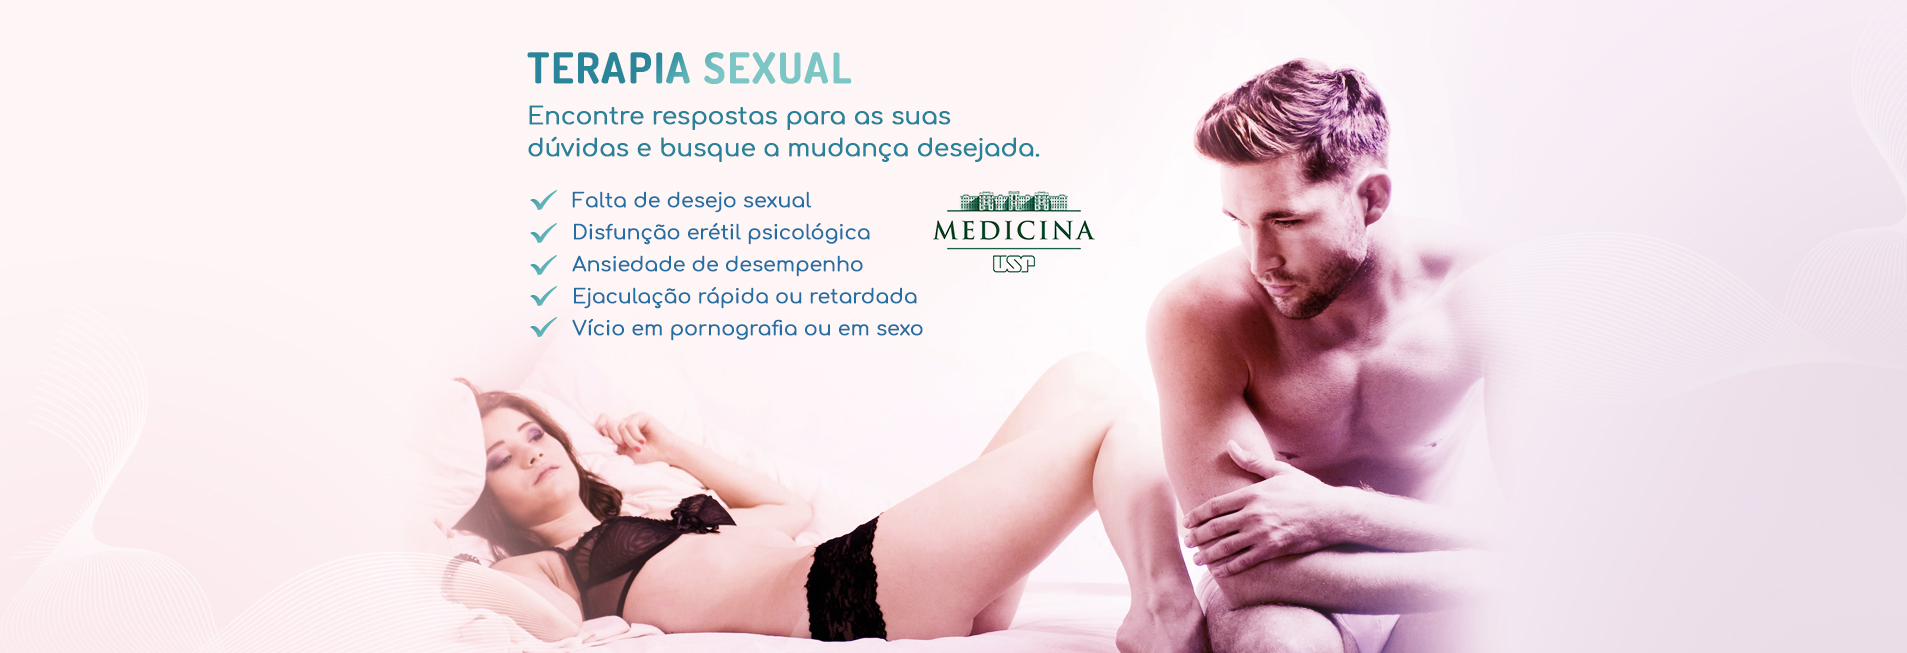 TERAPIA SEXUAL
Encontre respostas para as suas
dúvidas e busque a mudança desejada.
Falta de desejo sexual
Disfunção erétil psicológica
Ansiedade de desempenho
Ejaculação rápida ou retardada
Vício em pornografia ou em sexo
MEDICINA
USP